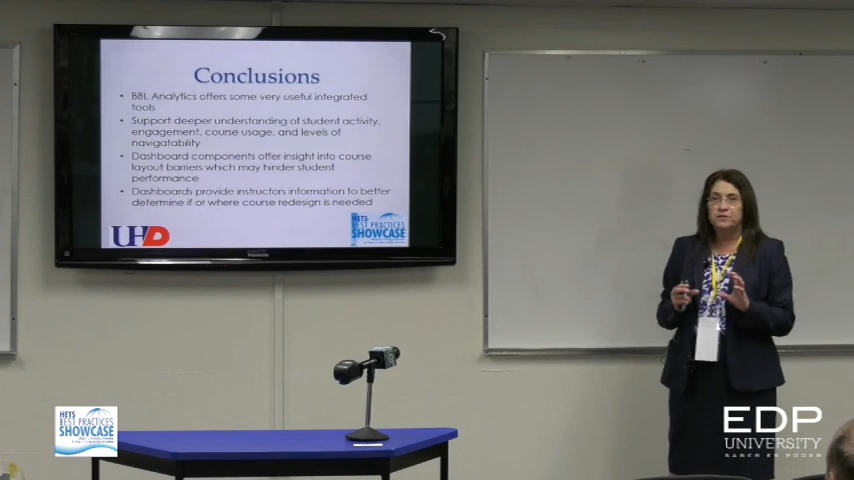 Conclusions
• BBL Analytics offers some very useful integrated
tools
• Support deeper understanding of student activity,
engagement, course usage, and levels of
navigatability
• Dashboard components offer insight into course
layout barriers which may hinder student
performance
• Dashboards provide instructors information to better
determine if or where course redesign is needed
UHD
HETS
BEST PRACTICES
SHOWCASE
Panasonic
HETS
BEST PRACTICES
SHOWCASE
EDP
UNIVERSITY
SABER ES PODER